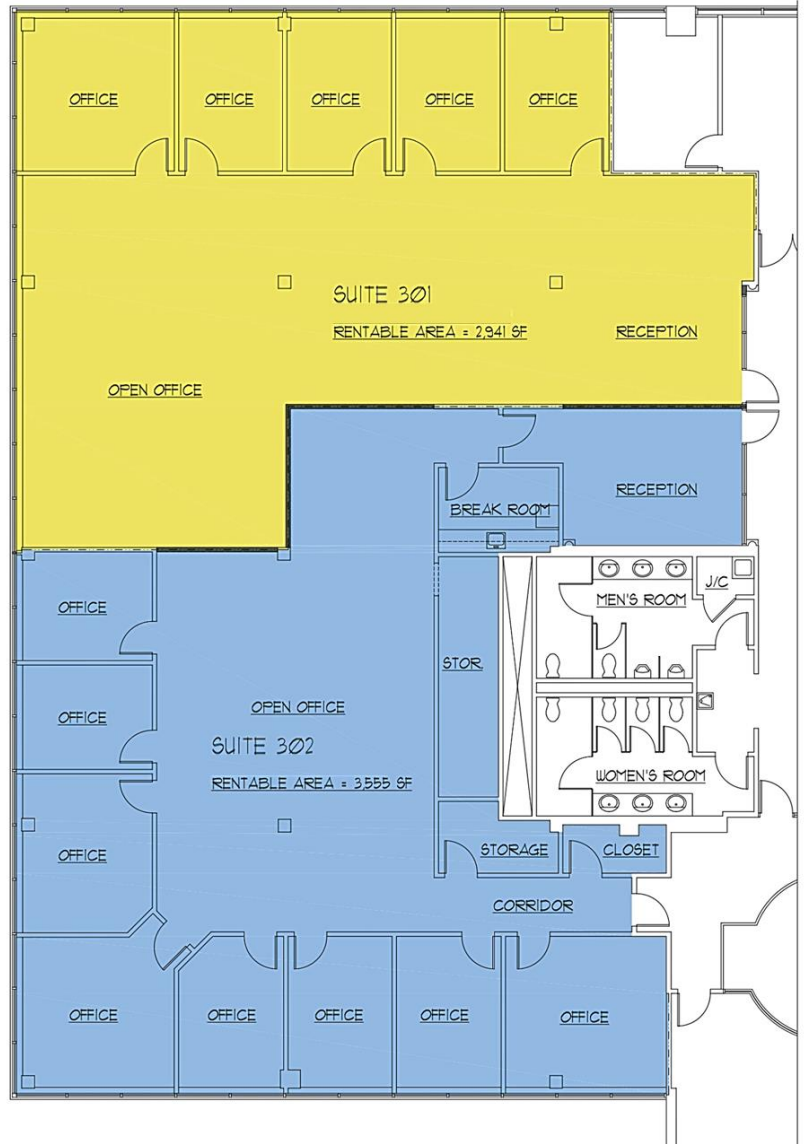 OFFICE
OFFICE
OFFICE
OFFICE
OFFICE
SUITE 301
RENTABLE AREA = 2,941 SF
RECEPTION
OPEN OFFICE
RECEPTION
BREAK ROOM
J/C
MEN'S ROOM
OFFICE
STOR.
OPEN OFFICE
OFFICE
SUITE 302
RENTABLE AREA = 3,555 SF
WOMEN'S ROOM
OFFICE
STORAGE
CLOSET
CORRIDOR
OFFICE
OFFICE
OFFICE
OFFICE
OFFICE